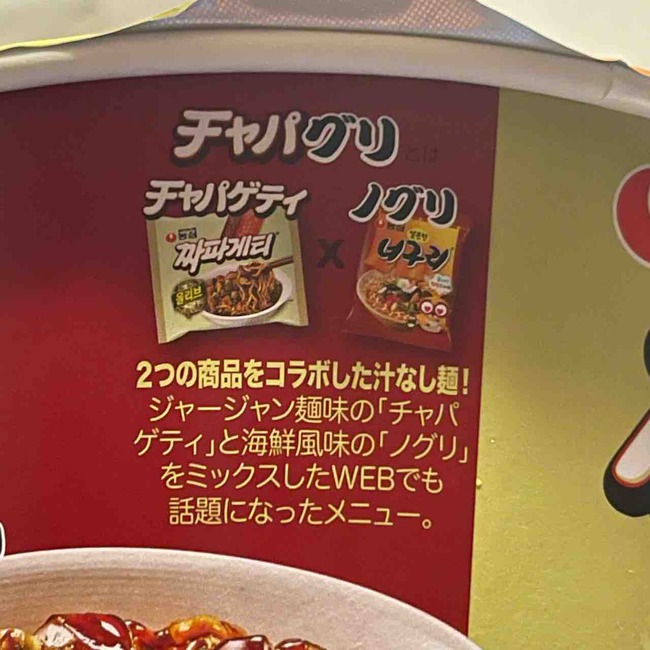 チャパグリとは
チャパゲティ
ノグリ
농심
짜파게티
올리브
X
농심
얼큰한
너구리
2つの商品をコラボした汁なし麺!
ジャージャン麺味の「チャパ
ゲティ」と海鮮風味の「ノグリ」
をミックスしたWEBでも
話題になったメニュー。